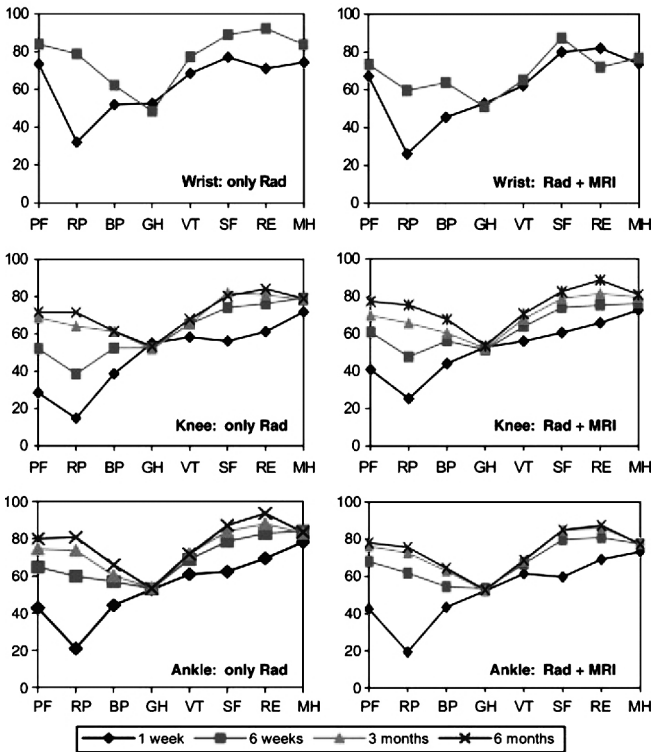 100
80
60
40
20
0
PF RP BP GH VT SF RE MH
Wrist: only Rad
100
80
60
40
20
0
PF RP BP GH VT SF RE MH
Wrist: Rad + MRI
100
80
60
40
20
0
PF RP BP GH VT SF RE MH
Knee: only Rad
100
80
60
40
20
0
PF RP BP GH VT SF RE MH
Knee: Rad + MRI
100
80
60
40
20
0
PF RP BP GH VT SF RE MH
Ankle: only Rad
100
80
60
40
20
0
PF RP BP GH VT SF RE MH
Ankle: Rad + MRI
1 week 6 weeks 3 months 6 months